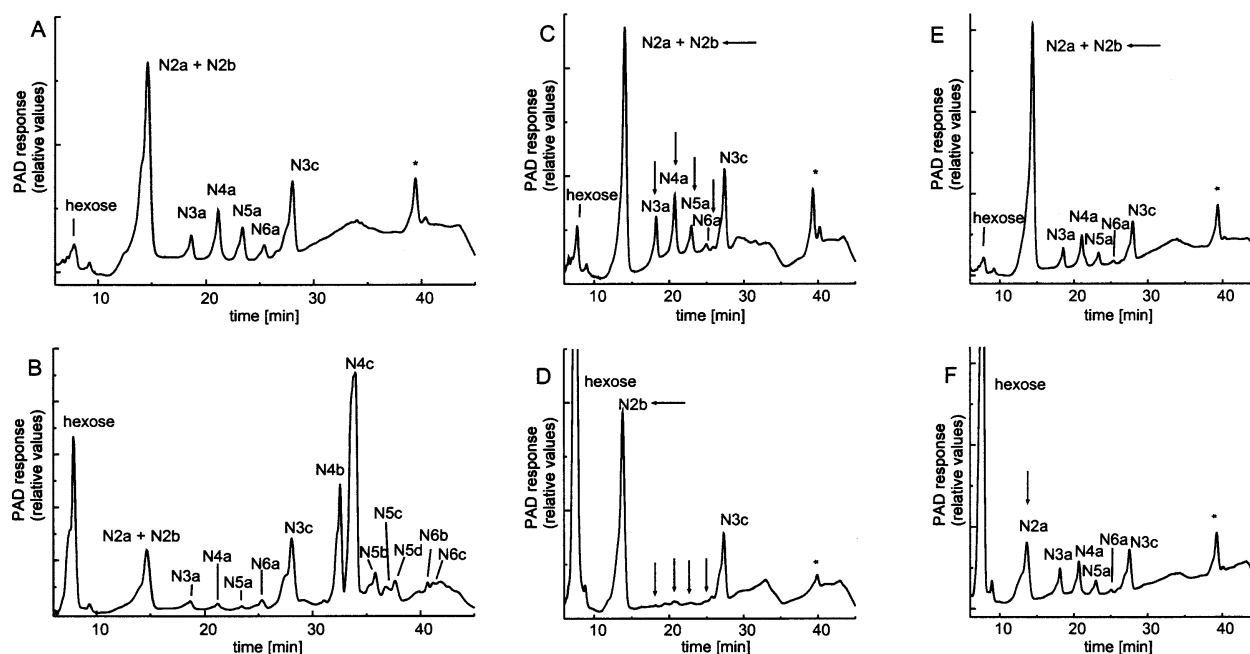 A
PAD response
(relative values)
hexose
N2a + N2b
N3a
N4a
N5a
N6a
N3c
*
10
20
30
40
time [min]
B
PAD response
(relative values)
hexose
N2a + N2b
N3a
N4a
N5a
N6a
N3c
N4b
N4c
N5b
N5c
N5d
N6b
N6c
10
20
30
40
time [min]
C
PAD response
(relative values)
hexose
N2a + N2b
N3a
N4a
N5a
N6a
N3c
*
10
20
30
40
time [min]
D
PAD response
(relative values)
hexose
N2b
N3c
*
10
20
30
40
time [min]
E
PAD response
(relative values)
hexose
N2a + N2b
N3a
N4a
N5a
N6a
N3c
*
10
20
30
40
time [min]
F
PAD response
(relative values)
hexose
N2a
N3a
N4a
N5a
N6a
N3c
*
10
20
30
40
time [min]